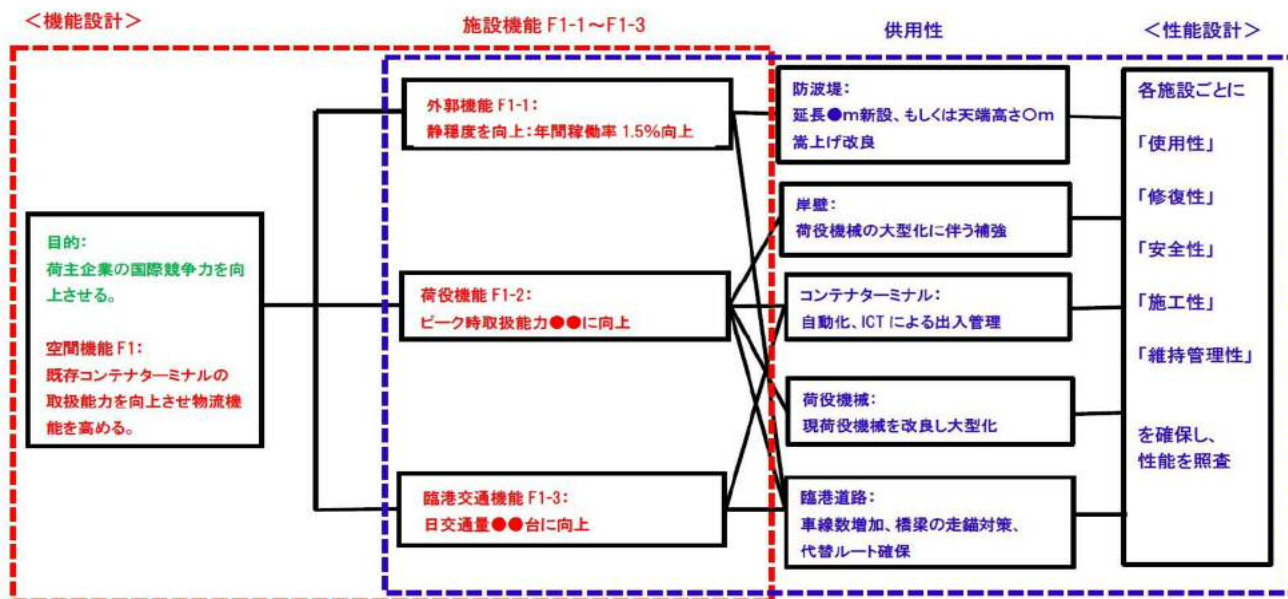 ＜機能設計＞
施設機能 F1-1～F1-3
供用性
＜性能設計＞
目的：
荷主企業の国際競争力を向
上させる。
空間機能 F1：
既存コンテナターミナルの
取扱能力を向上させ物流機
能を高める。
外郭機能 F1-1：
静穏度を向上：年間稼働率 1.5％向上
荷役機能 F1-2：
ピーク時取扱能力●●に向上
臨港交通機能 F1-3：
日交通量●●台に向上
防波堤：
延長●ｍ新設、もしくは天端高さ○ｍ
嵩上げ改良
岸壁：
荷役機械の大型化に伴う補強
コンテナターミナル：
自動化、ICT による出入管理
荷役機械：
現荷役機械を改良し大型化
臨港道路：
車線数増加、橋梁の走錨対策、
代替ルート確保
各施設ごとに
「使用性」
「修復性」
「安全性」
「施工性」
「維持管理性」
を確保し、
性能を照査